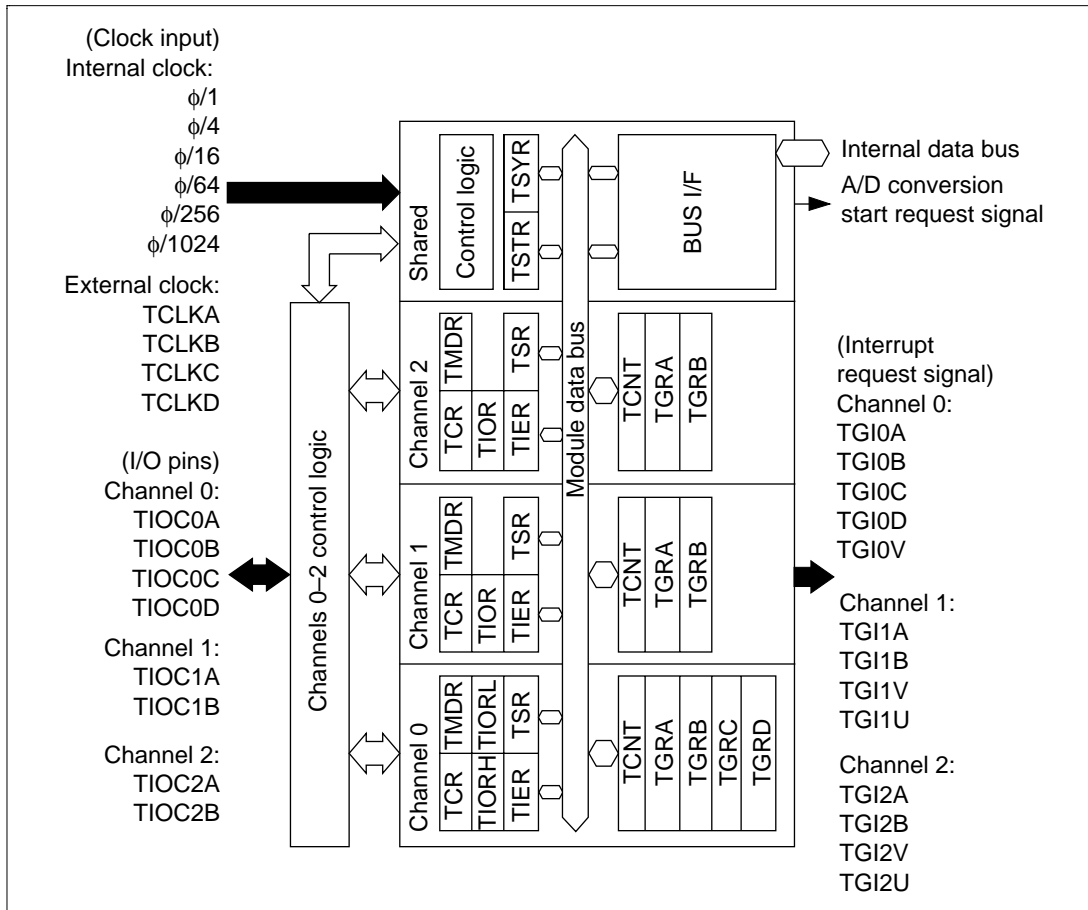 (Clock input)
Internal clock:
ϕ/1
ϕ/4
ϕ/16
ϕ/64
ϕ/256
ϕ/1024
External clock:
TCLKA
TCLKB
TCLKC
TCLKD
(I/O pins)
Channel 0:
TIOC0A
TIOC0B
TIOC0C
TIOC0D
Channel 1:
TIOC1A
TIOC1B
Channel 2:
TIOC2A
TIOC2B
Channels 0–2 control logic
Shared
Control logic
TSYR
TSTR
BUS I/F
Module data bus
Channel 2
TMDR
TSR
TCR
TIOR
TIER
TCNT
TGRA
TGRB
Channel 1
TMDR
TSR
TCR
TIOR
TIER
TCNT
TGRA
TGRB
Channel 0
TMDR
TIORL
TSR
TCR
TIORH
TIER
TCNT
TGRA
TGRB
TGRC
TGRD
Internal data bus
A/D conversion
start request signal
(Interrupt
request signal)
Channel 0:
TGI0A
TGI0B
TGI0C
TGI0D
TGI0V
Channel 1:
TGI1A
TGI1B
TGI1V
TGI1U
Channel 2:
TGI2A
TGI2B
TGI2V
TGI2U